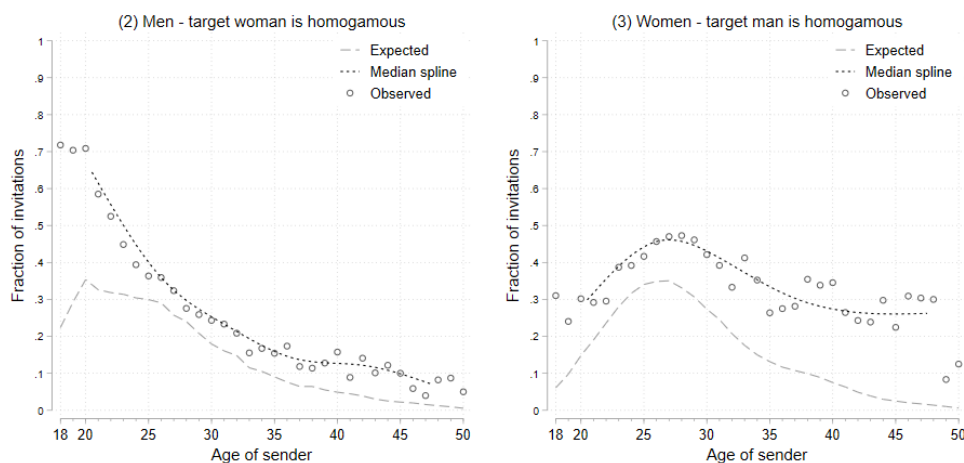 (2) Men - target woman is homogamous
1
.9
.8
.7
.6
.5
.4
.3
.2
.1
0
Fraction of invitations
Expected
Median spline
Observed
18 20 25 30 35 40 45 50
Age of sender
(3) Women - target man is homogamous
1
.9
.8
.7
.6
.5
.4
.3
.2
.1
0
Fraction of invitations
Expected
Median spline
Observed
18 20 25 30 35 40 45 50
Age of sender